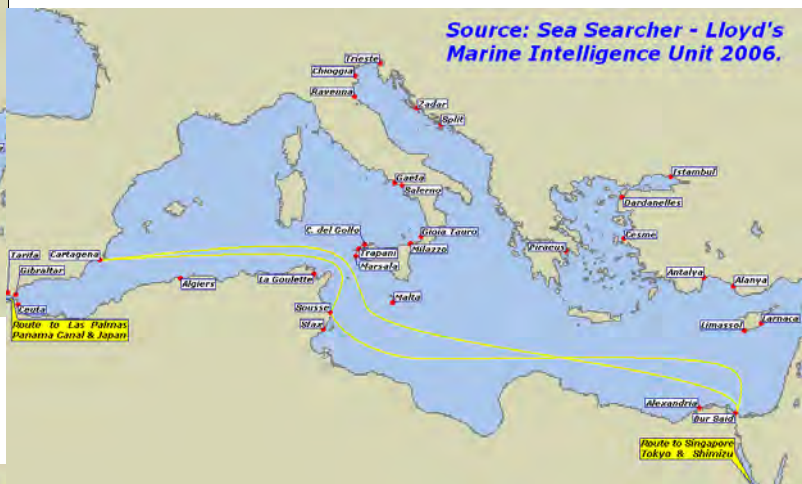 Source: Sea Searcher - Lloyd's
Marine Intelligence Unit 2006.
Trieste
Chioggia
Ravenna
Zadar
Split
Gaeta
Salerno
Istambul
Dardanelles
Cesme
C. del Golfo
Gioia Tauro
Trapani
Milazzo
Marsala
Piraeus
Tarifa
Cartagena
Gibraltar
Algiers
La Goulette
Malta
Antalya
Alanya
Ceuta
Sousse
Sfax
Larnaca
Limassol
Route to Las Palmas
Panama Canal & Japan
Alexandria
Bur Said
Route to Singapore
Tokyo & Shimizu